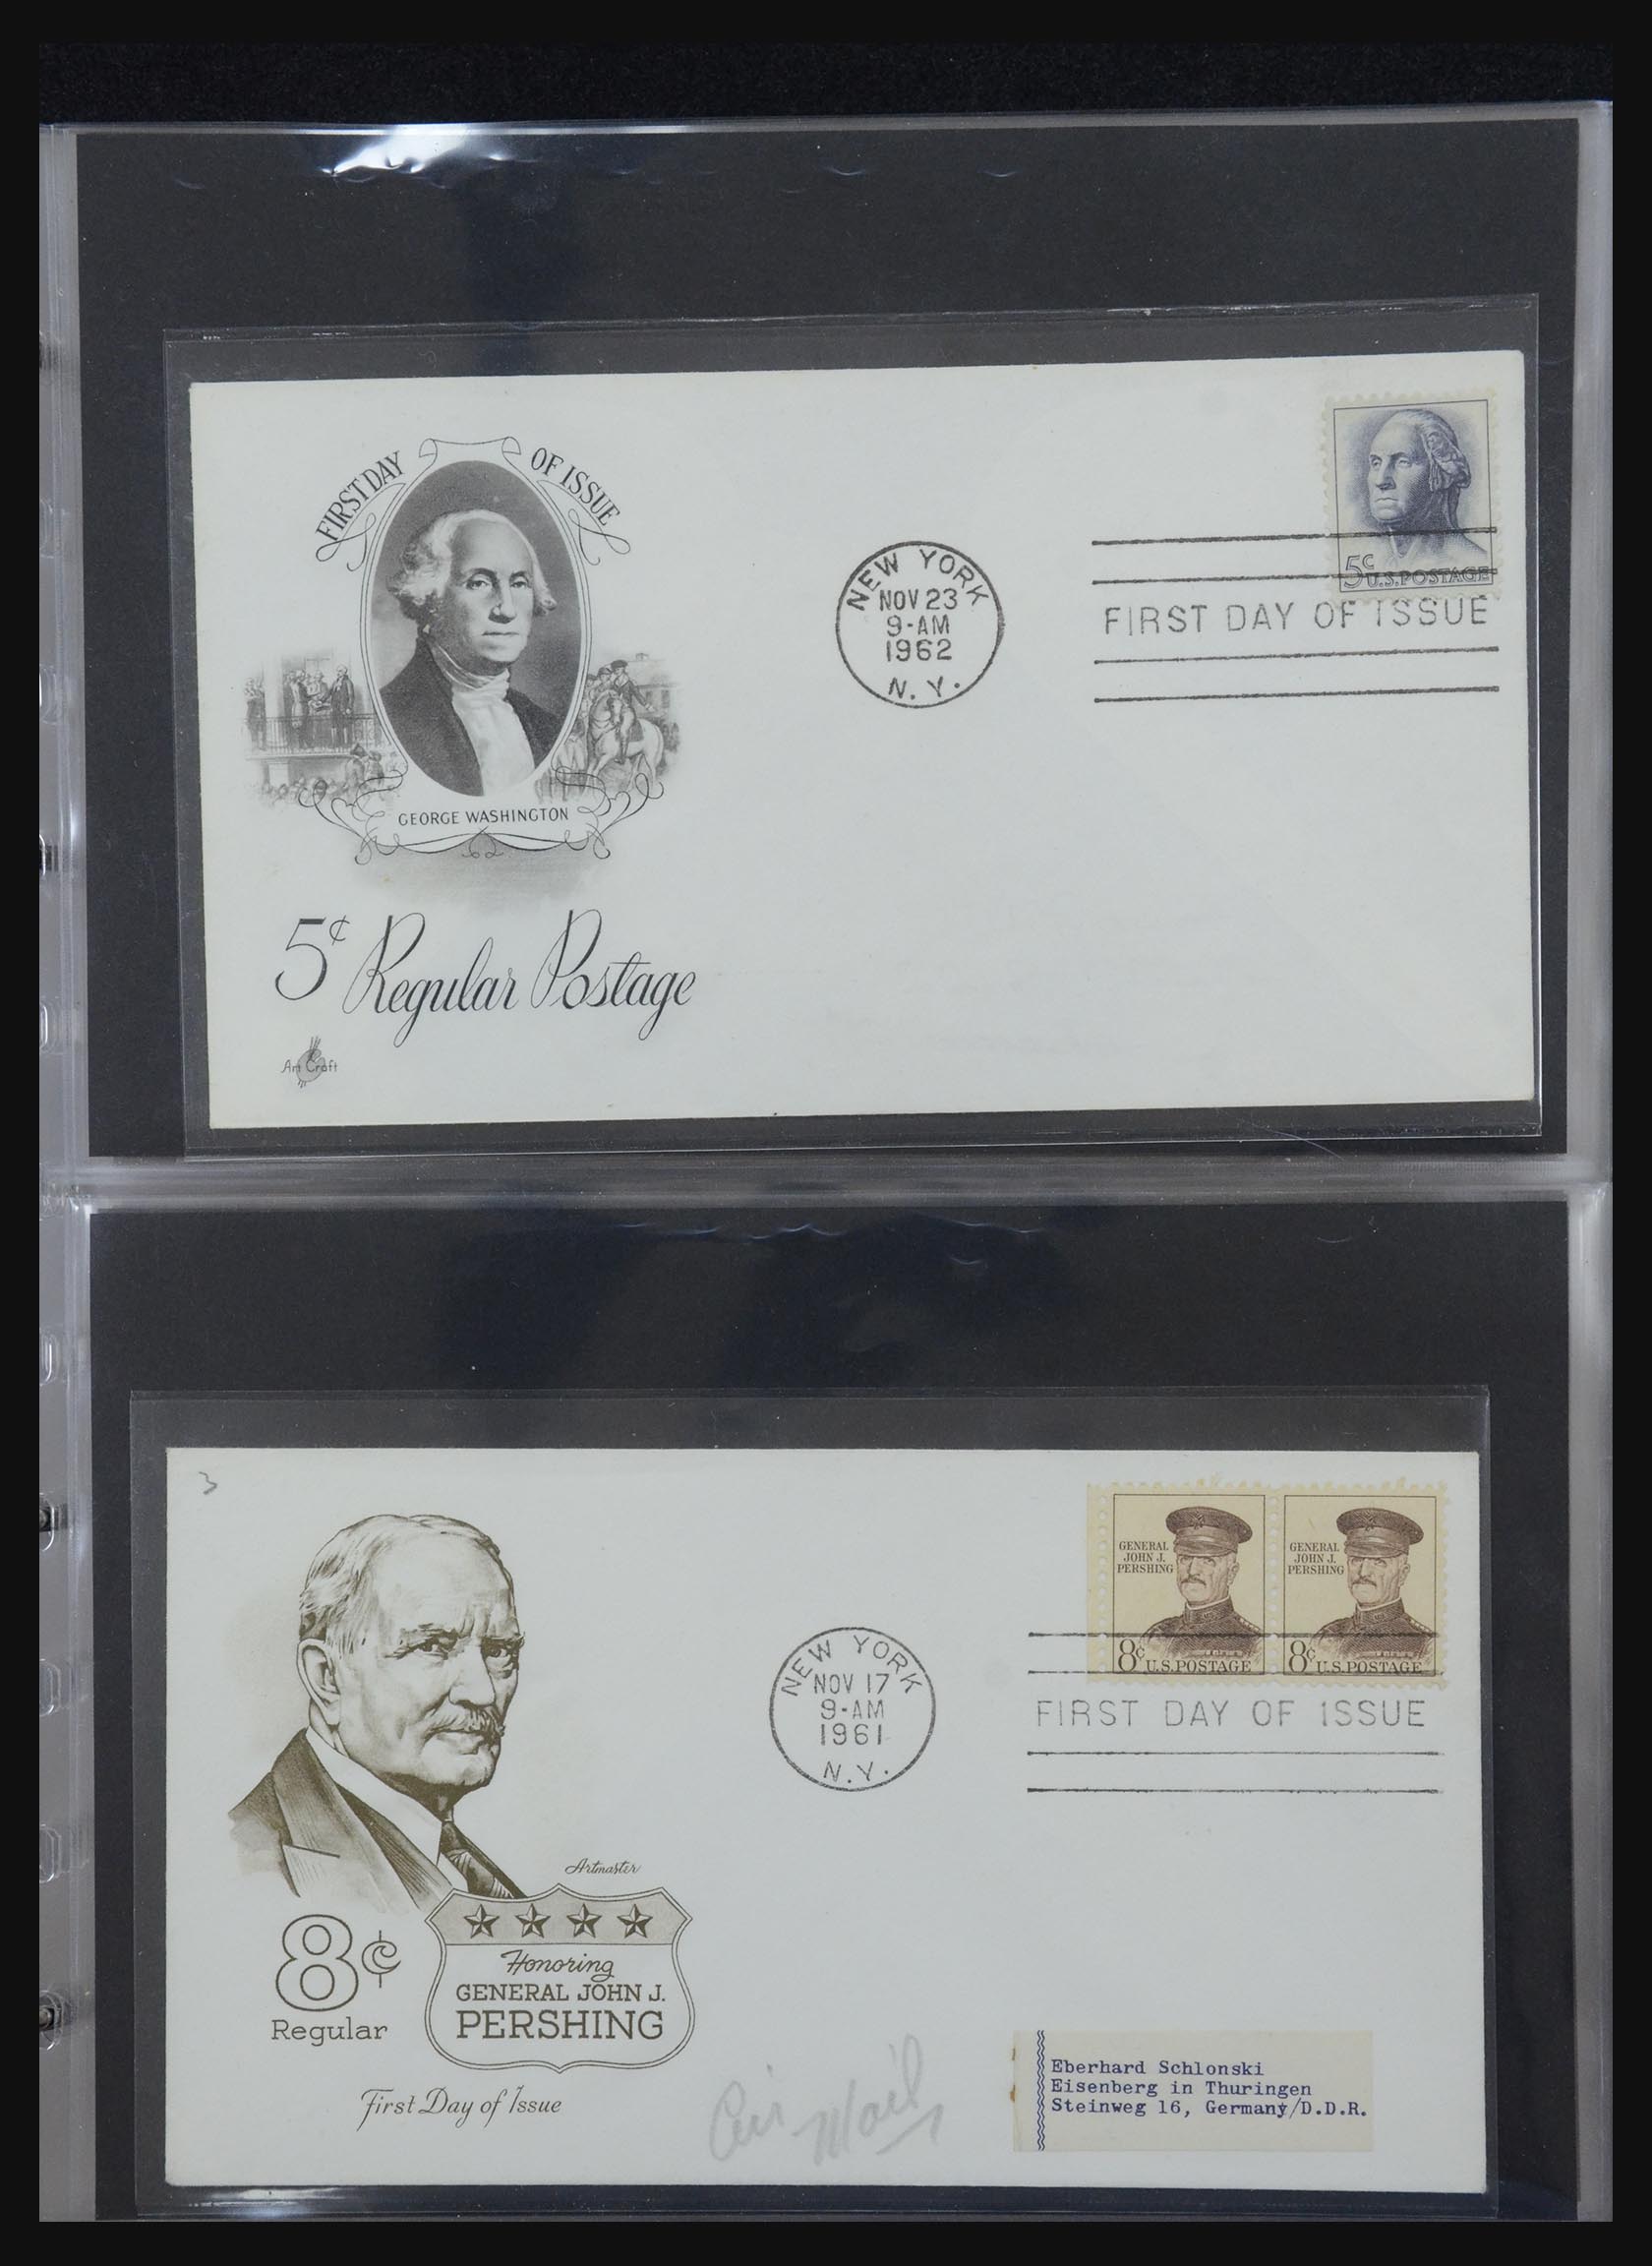 FIRST DAY OF ISSUE
GEORGE WASHINGTON
5¢ Regular Postage
Art Craft
NEW YORK
NOV 23
9-AM
1962
N. Y.
5¢
U.S. POSTAGE
FIRST DAY OF ISSUE
3
Artmaster
8¢
Regular
Honoring
GENERAL JOHN J.
PERSHING
First Day of Issue
NEW YORK
NOV 17
9-AM
1961
N. Y.
GENERAL
JOHN J.
PERSHING
8¢ U.S. POSTAGE
GENERAL
JOHN J.
PERSHING
8¢ U.S. POSTAGE
FIRST DAY OF ISSUE
Air Mail
Eberhard Schlonski
Eisenberg in Thuringen
Steinweg 16, Germany/D.D.R.